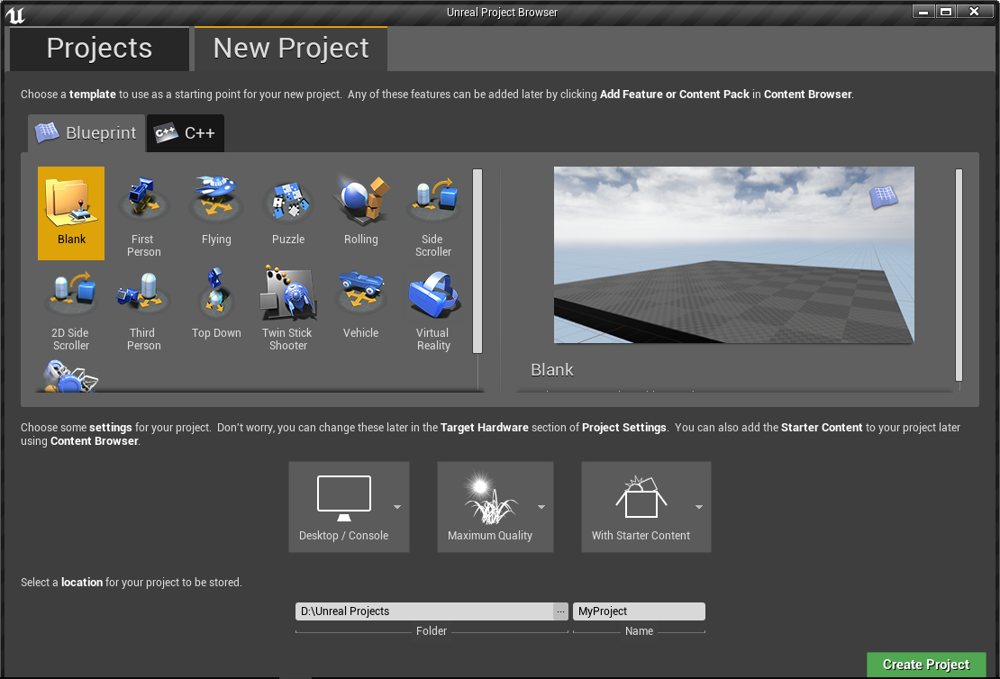 Unreal Project Browser
Projects
New Project
Choose a template to use as a starting point for your new project. Any of these features can be added later by clicking Add Feature or Content Pack in Content Browser.
Blueprint
C++
C++
Blank
First
Person
Flying
Puzzle
Rolling
Side
Scroller
2D Side
Scroller
Third
Person
Top Down
Twin Stick
Shooter
Vehicle
Virtual
Reality
Blank
Choose some settings for your project. Don't worry, you can change these later in the Target Hardware section of Project Settings. You can also add the Starter Content to your project later
using Content Browser.
Desktop / Console
Maximum Quality
With Starter Content
Select a location for your project to be stored.
D:\Unreal Projects
...
MyProject
Folder
Name
Create Project